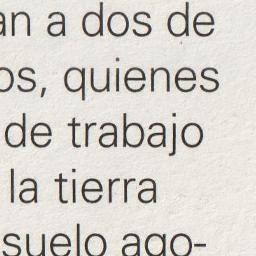 an a dos de
os, quienes
de trabajo
la tierra
suelo ago-